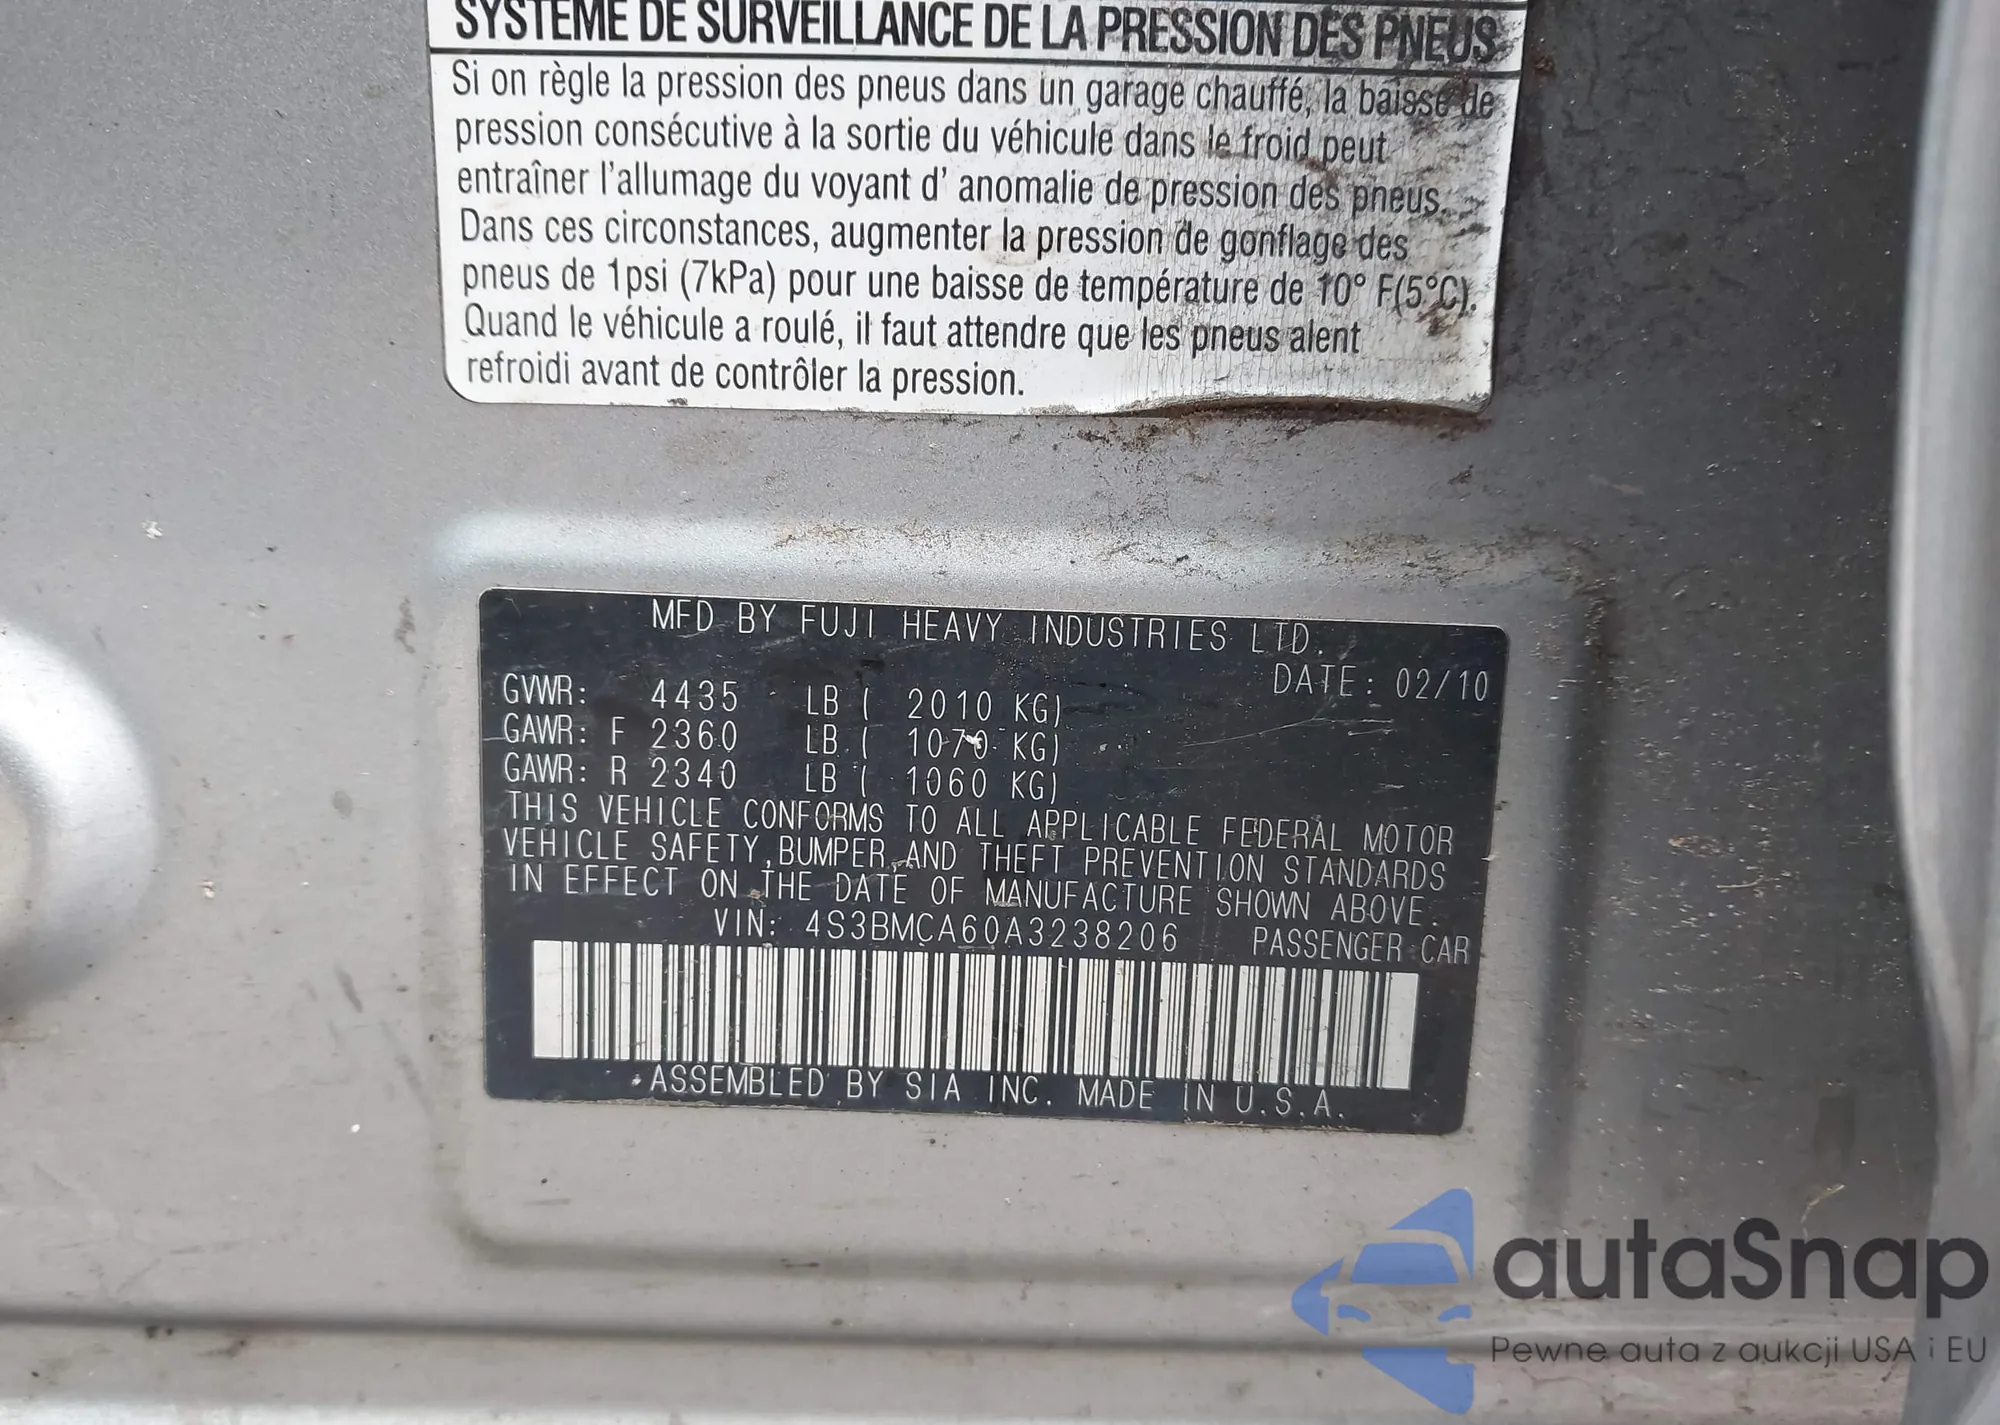 SYSTÈME DE SURVEILLANCE DE LA PRESSION DES PNEUS
Si on règle la pression des pneus dans un garage chauffé, la baisse de
pression consécutive à la sortie du véhicule dans le froid peut
entraîner l'allumage du voyant d' anomalie de pression des pneus.
Dans ces circonstances, augmenter la pression de gonflage des
pneus de 1psi (7kPa) pour une baisse de température de 10° F(5°C).
Quand le véhicule a roulé, il faut attendre que les pneus aient
refroidi avant de contrôler la pression.
MFD BY FUJI HEAVY INDUSTRIES LTD.
DATE: 02/10
GVWR: 4435 LB ( 2010 KG)
GAWR: F 2360 LB ( 1070 KG)
GAWR: R 2340 LB ( 1060 KG)
THIS VEHICLE CONFORMS TO ALL APPLICABLE FEDERAL MOTOR
VEHICLE SAFETY, BUMPER, AND THEFT PREVENTION STANDARDS
IN EFFECT ON THE DATE OF MANUFACTURE SHOWN ABOVE.
VIN: 4S3BMCA60A3238206 PASSENGER CAR
ASSEMBLED BY SIA INC. MADE IN U.S.A.
autaSnap
Pewne auta z aukcji USA i EU